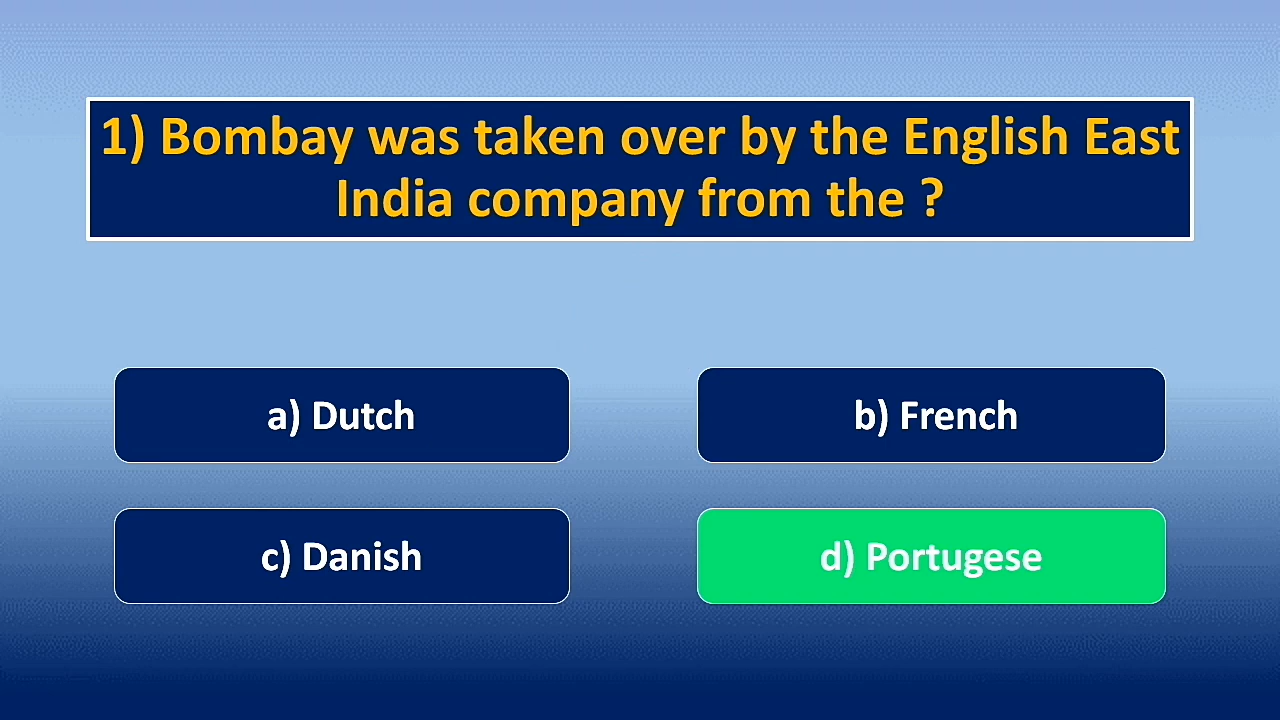 1) Bombay was taken over by the English East
India company from the ?
a) Dutch
b) French
c) Danish
d) Portugese